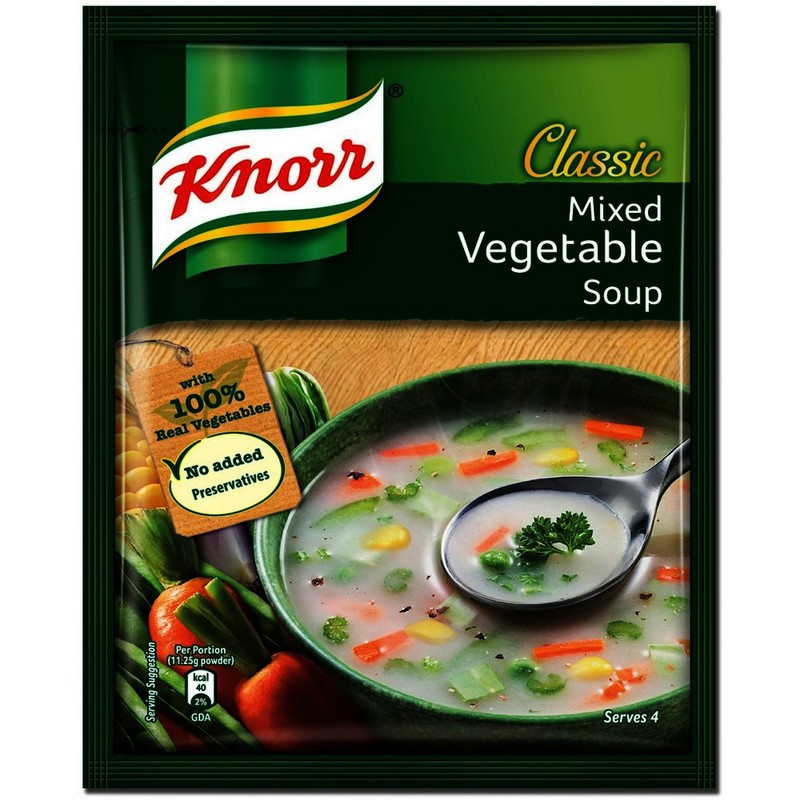 Knorr®
Classic
Mixed
Vegetable
Soup
with
100%
Real Vegetables
No added
Preservatives
Serving Suggestion
Per Portion
(11.25g powder)
kcal
40
2%
GDA
Serves 4